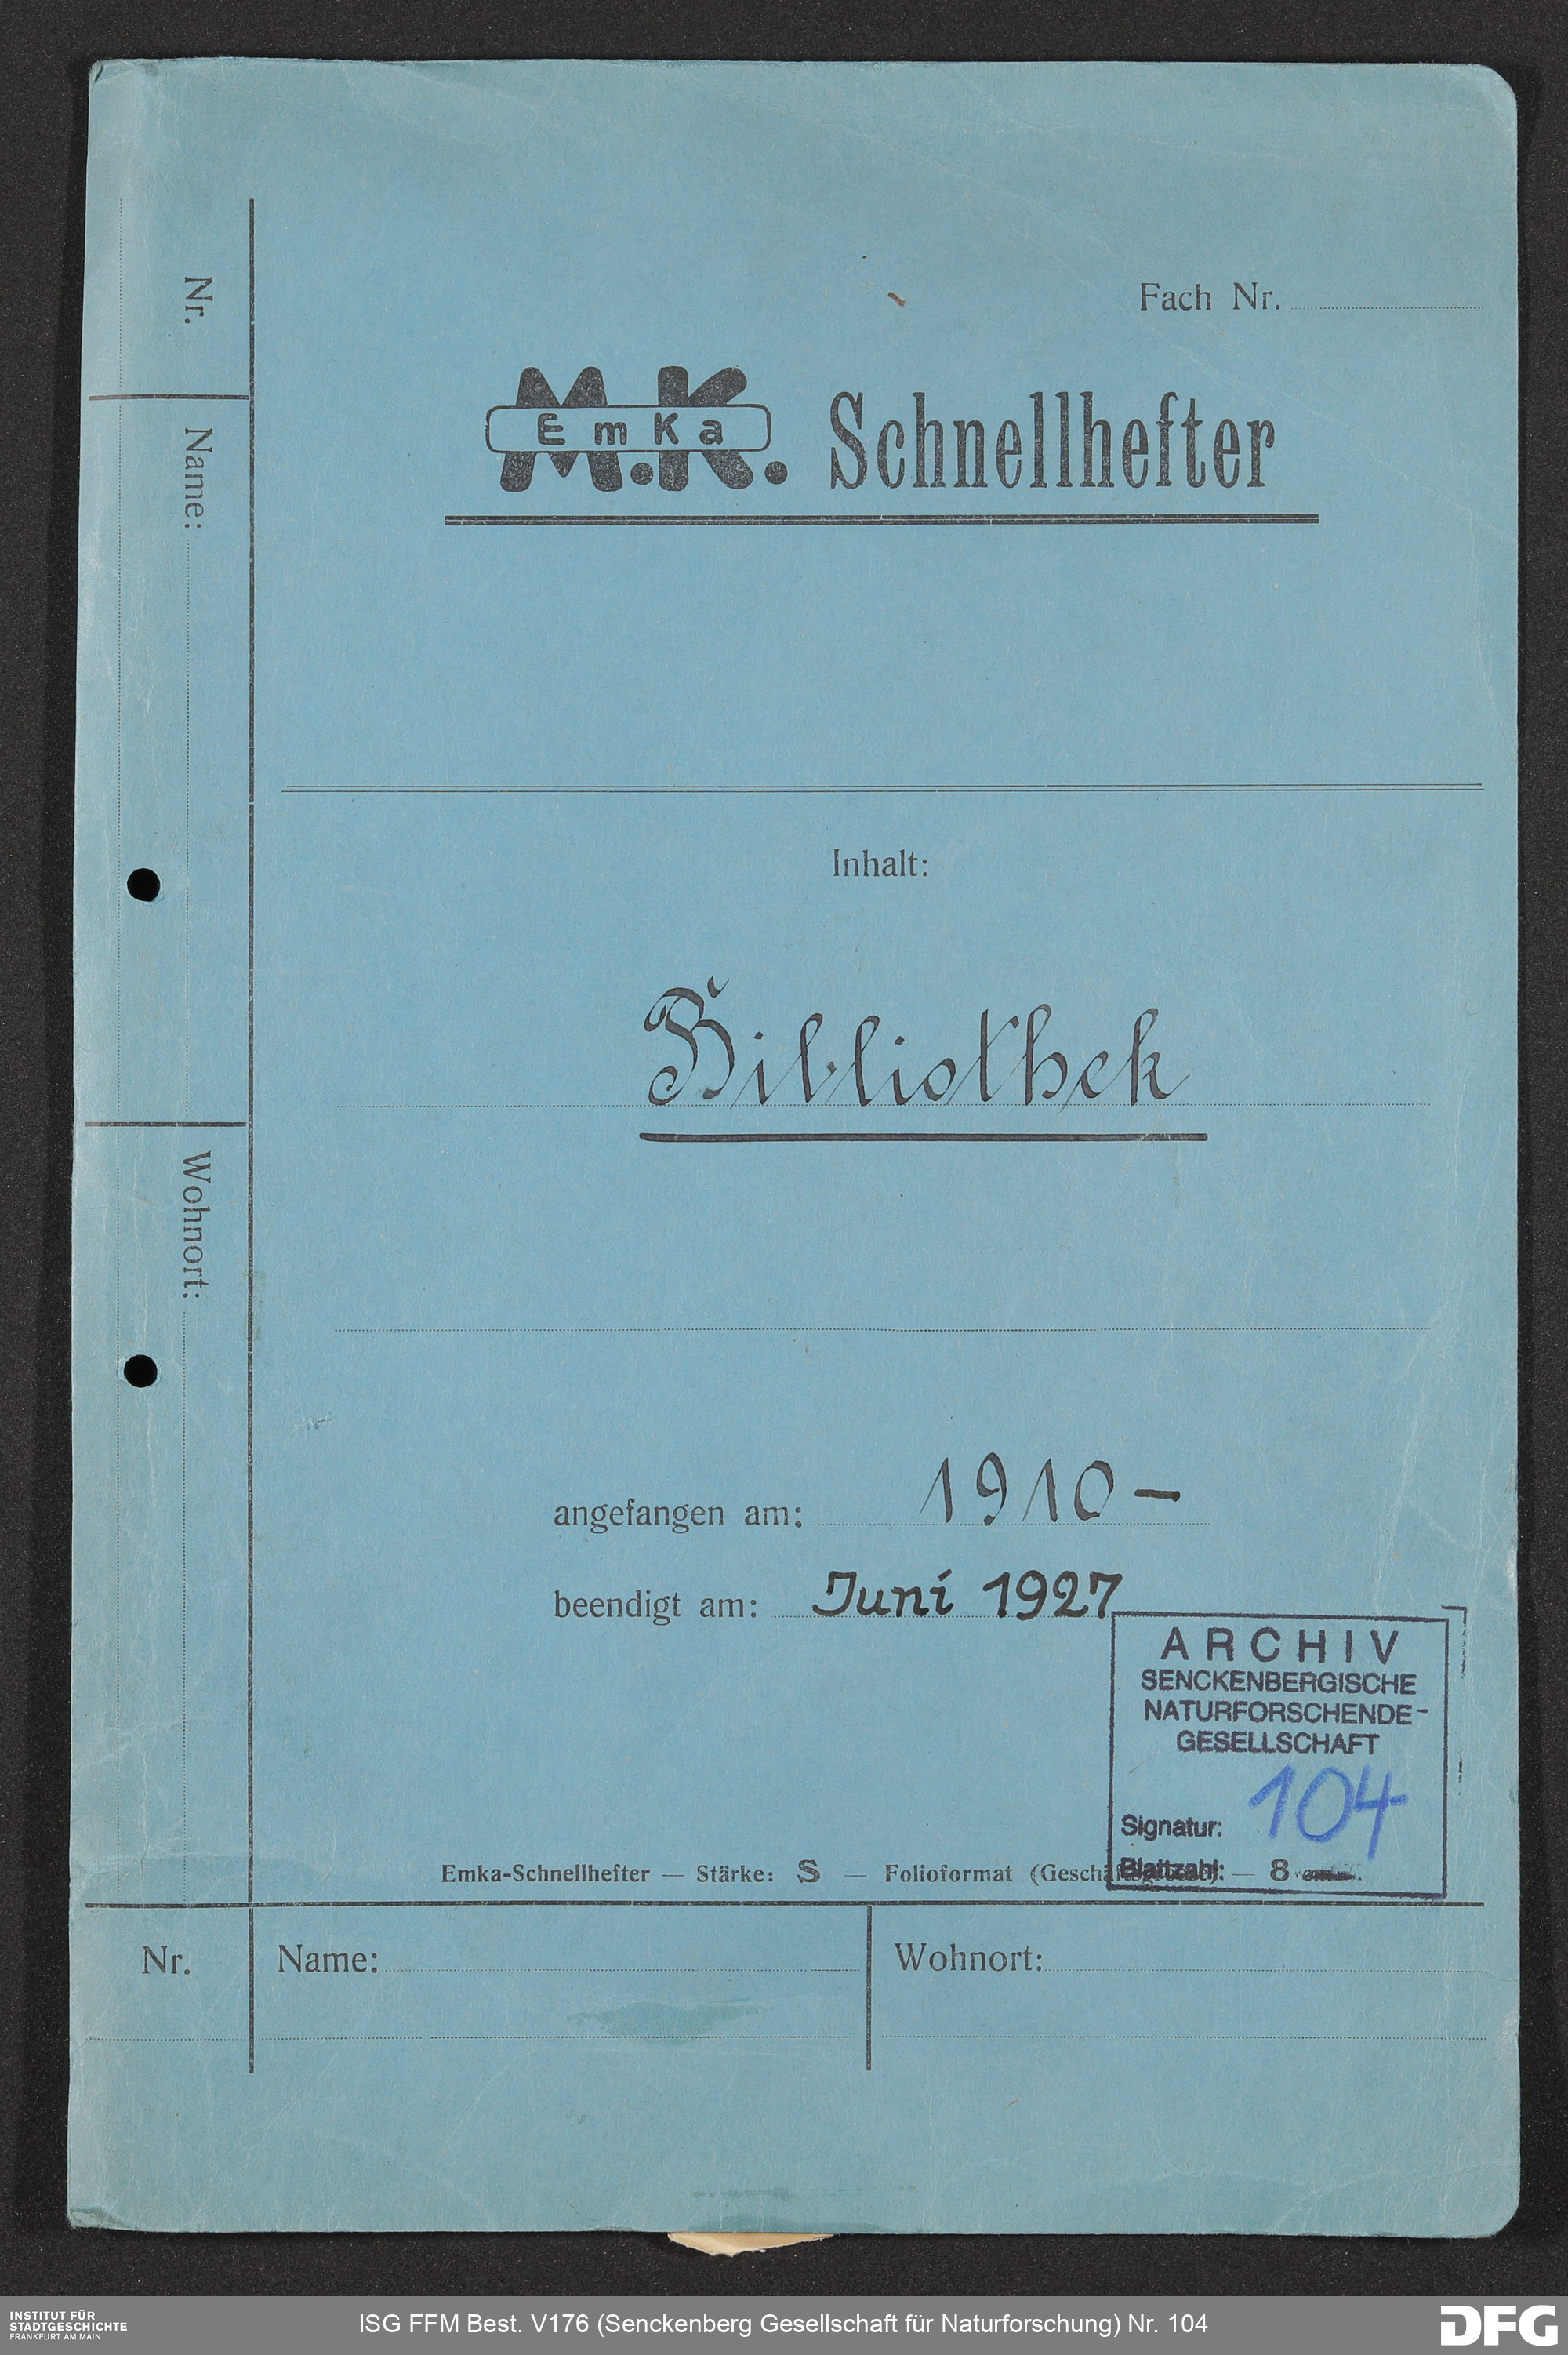 Fach Nr.
M.K.
EmKa
Schnellhefter
Nr.
Name:
Wohnort:
Inhalt:
Bibliothek
angefangen am: 1910-
beendigt am: Juni 1927
ARCHIV
SENCKENBERGISCHE
NATURFORSCHENDE-
GESELLSCHAFT
Signatur: 104
Blattzahl:
Emka-Schnellhefter — Stärke: S — Folioformat — 8
Nr.
Name:
Wohnort:
INSTITUT FÜR
STADTGESCHICHTE
FRANKFURT AM MAIN
ISG FFM Best. V176 (Senckenberg Gesellschaft für Naturforschung) Nr. 104
DFG